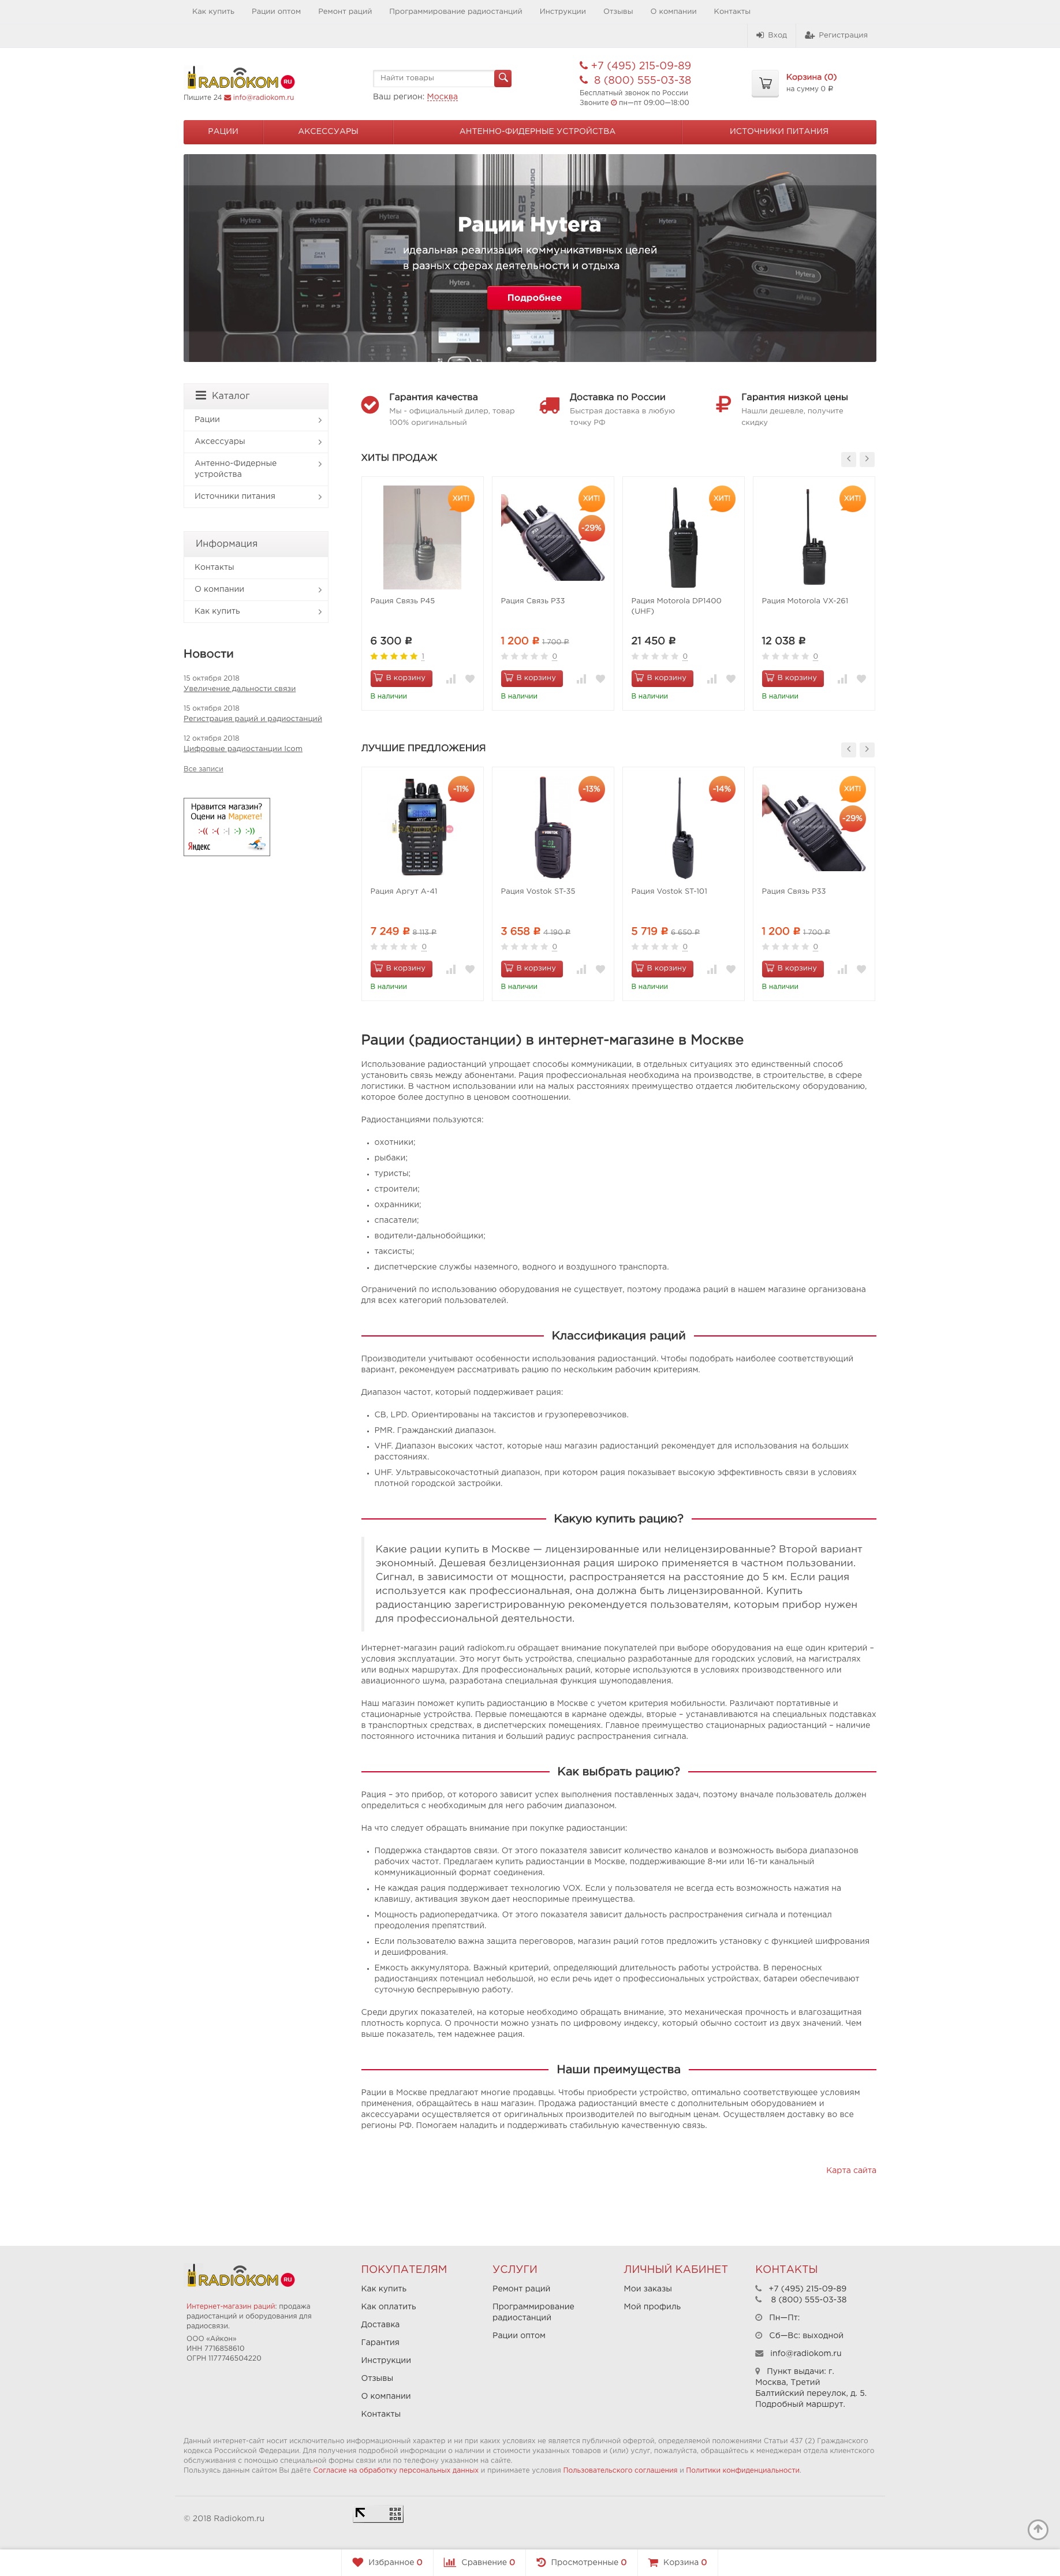 Как купить Рации оптом Ремонт раций Программирование радиостанций Инструкции Отзывы О компании Контакты
Вход Регистрация
RADIOKOM RU
Пишите 24 info@radiokom.ru
Найти товары
Ваш регион: Москва
+7 (495) 215-09-89
8 (800) 555-03-38
Бесплатный звонок по России
Звоните пн—пт 09:00—18:00
Корзина (0)
на сумму 0 ₽
РАЦИИ АКСЕССУАРЫ АНТЕННО-ФИДЕРНЫЕ УСТРОЙСТВА ИСТОЧНИКИ ПИТАНИЯ
Рации Hytera
идеальная реализация коммуникативных целей
в разных сферах деятельности и отдыха
Подробнее
Каталог
Рации
Аксессуары
Антенно-Фидерные
устройства
Источники питания
Информация
Контакты
О компании
Как купить
Новости
15 октября 2018
Увеличение дальности связи
15 октября 2018
Регистрация раций и радиостанций
12 октября 2018
Цифровые радиостанции Icom
Все записи
Нравится магазин?
Оцени на Маркете!
:-(( :-( :-| :-) :-))
Яндекс
Гарантия качества
Мы - официальный дилер, товар
100% оригинальный
Доставка по России
Быстрая доставка в любую
точку РФ
Гарантия низкой цены
Нашли дешевле, получите
скидку
ХИТЫ ПРОДАЖ
ХИТ!
Рация Связь Р45
6 300 ₽
1
В корзину
В наличии
ХИТ!
-29%
Рация Связь Р33
1 200 ₽ 1 700 ₽
0
В корзину
В наличии
ХИТ!
Рация Motorola DP1400
(UHF)
21 450 ₽
0
В корзину
В наличии
ХИТ!
Рация Motorola VX-261
12 038 ₽
0
В корзину
В наличии
ЛУЧШИЕ ПРЕДЛОЖЕНИЯ
-11%
Рация Аргут А-41
7 249 ₽ 8 113 ₽
0
В корзину
В наличии
-13%
Рация Vostok ST-35
3 658 ₽ 4 190 ₽
0
В корзину
В наличии
-14%
Рация Vostok ST-101
5 719 ₽ 6 650 ₽
0
В корзину
В наличии
ХИТ!
-29%
Рация Связь Р33
1 200 ₽ 1 700 ₽
0
В корзину
В наличии
Рации (радиостанции) в интернет-магазине в Москве
Использование радиостанций упрощает способы коммуникации, в отдельных ситуациях это единственный способ
установить связь между абонентами. Рация профессиональная необходима на производстве, в строительстве, в сфере
логистики. В частном использовании или на малых расстояниях преимущество отдается любительскому оборудованию,
которое более доступно в ценовом соотношении.
Радиостанциями пользуются:
охотники;
рыбаки;
туристы;
строители;
охранники;
спасатели;
водители-дальнобойщики;
таксисты;
диспетчерские службы наземного, водного и воздушного транспорта.
Ограничений по использованию оборудования не существует, поэтому продажа раций в нашем магазине организована
для всех категорий пользователей.
Классификация раций
Производители учитывают особенности использования радиостанций. Чтобы подобрать наиболее соответствующий
вариант, рекомендуем рассматривать рацию по нескольким рабочим критериям.
Диапазон частот, который поддерживает рация:
CB, LPD. Ориентированы на таксистов и грузоперевозчиков.
PMR. Гражданский диапазон.
VHF. Диапазон высоких частот, которые наш магазин радиостанций рекомендует для использования на больших
расстояниях.
UHF. Ультравысокочастотный диапазон, при котором рация показывает высокую эффективность связи в условиях
плотной городской застройки.
Какую купить рацию?
Какие рации купить в Москве — лицензированные или нелицензированные? Второй вариант
экономный. Дешевая безлицензионная рация широко применяется в частном пользовании.
Сигнал, в зависимости от мощности, распространяется на расстояние до 5 км. Если рация
используется как профессиональная, она должна быть лицензированной. Купить
радиостанцию зарегистрированную рекомендуется пользователям, которым прибор нужен
для профессиональной деятельности.
Интернет-магазин раций radiokom.ru обращает внимание покупателей при выборе оборудования на еще один критерий –
условия эксплуатации. Это могут быть устройства, специально разработанные для городских условий, на магистралях
или водных маршрутах. Для профессиональных раций, которые используются в условиях производственного или
авиационного шума, разработана специальная функция шумоподавления.
Наш магазин поможет купить радиостанцию в Москве с учетом критерия мобильности. Различают портативные и
стационарные устройства. Первые помещаются в кармане одежды, вторые – устанавливаются на специальных подставках
в транспортных средствах, в диспетчерских помещениях. Главное преимущество стационарных радиостанций – наличие
постоянного источника питания и больший радиус распространения сигнала.
Как выбрать рацию?
Рация – это прибор, от которого зависит успех выполнения поставленных задач, поэтому вначале пользователь должен
определиться с необходимым для него рабочим диапазоном.
На что следует обращать внимание при покупке радиостанции:
Поддержка стандартов связи. От этого показателя зависит количество каналов и возможность выбора диапазонов
рабочих частот. Предлагаем купить радиостанции в Москве, поддерживающие 8-ми или 16-ти канальный
коммуникационный формат соединения.
Не каждая рация поддерживает технологию VOX. Если у пользователя не всегда есть возможность нажатия на
клавишу, активация звуком дает неоспоримые преимущества.
Мощность радиопередатчика. От этого показателя зависит дальность распространения сигнала и потенциал
преодоления препятствий.
Если пользователю важна защита переговоров, магазин раций готов предложить установку с функцией шифрования
и дешифрования.
Емкость аккумулятора. Важный критерий, определяющий длительность работы устройства. В переносных
радиостанциях потенциал небольшой, но если речь идет о профессиональных устройствах, батареи обеспечивают
суточную беспрерывную работу.
Среди других показателей, на которые необходимо обращать внимание, это механическая прочность и влагозащитная
плотность корпуса. О прочности можно узнать по цифровому индексу, который обычно состоит из двух значений. Чем
выше показатель, тем надежнее рация.
Наши преимущества
Рации в Москве предлагают многие продавцы. Чтобы приобрести устройство, оптимально соответствующее условиям
применения, обращайтесь в наш магазин. Продажа радиостанций вместе с дополнительным оборудованием и
аксессуарами осуществляется от оригинальных производителей по выгодным ценам. Осуществляем доставку во все
регионы РФ. Помогаем наладить и поддерживать стабильную качественную связь.
Карта сайта
RADIOKOM RU
Интернет-магазин раций: продажа
радиостанций и оборудования для
радиосвязи.
ООО «Айкон»
ИНН 7716858610
ОГРН 1177746504220
ПОКУПАТЕЛЯМ
Как купить
Как оплатить
Доставка
Гарантия
Инструкции
Отзывы
О компании
Контакты
УСЛУГИ
Ремонт раций
Программирование
радиостанций
Рации оптом
ЛИЧНЫЙ КАБИНЕТ
Мои заказы
Мой профиль
КОНТАКТЫ
+7 (495) 215-09-89
8 (800) 555-03-38
Пн—Пт:
Сб—Вс: выходной
info@radiokom.ru
Пункт выдачи: г.
Москва, Третий
Балтийский переулок, д. 5.
Подробный маршрут.
Данный интернет-сайт носит исключительно информационный характер и ни при каких условиях не является публичной офертой, определяемой положениями Статьи 437 (2) Гражданского
кодекса Российской Федерации. Для получения подробной информации о наличии и стоимости указанных товаров и (или) услуг, пожалуйста, обращайтесь к менеджерам отдела клиентского
обслуживания с помощью специальной формы связи или по телефону указанном на сайте.
Пользуясь данным сайтом Вы даёте Согласие на обработку персональных данных и принимаете условия Пользовательского соглашения и Политики конфиденциальности.
© 2018 Radiokom.ru
Избранное 0 Сравнение 0 Просмотренные 0 Корзина 0